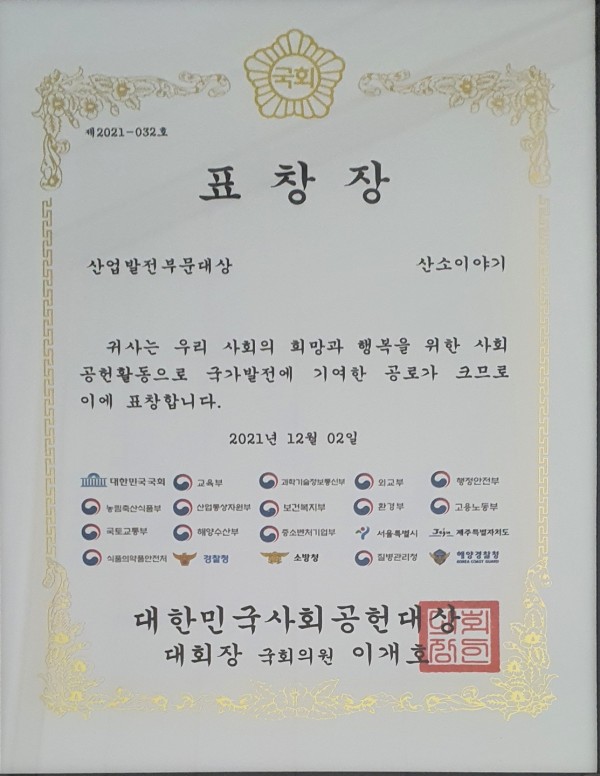 국회
제2021-032호
표창장
산업발전부문대상 산소이야기
귀사는 우리 사회의 희망과 행복을 위한 사회
공헌활동으로 국가발전에 기여한 공로가 크므로
이에 표창합니다.
2021년 12월 02일
대한민국국회 교육부 과학기술정보통신부 외교부 행정안전부
농림축산식품부 산업통상자원부 보건복지부 환경부 고용노동부
국토교통부 해양수산부 중소벤처기업부 서울특별시 Jeju 제주특별자치도
식품의약품안전처 경찰청 소방청 질병관리청 해양경찰청
KOREA COAST GUARD
대한민국사회공헌대상
대회장 국회의원 이개호